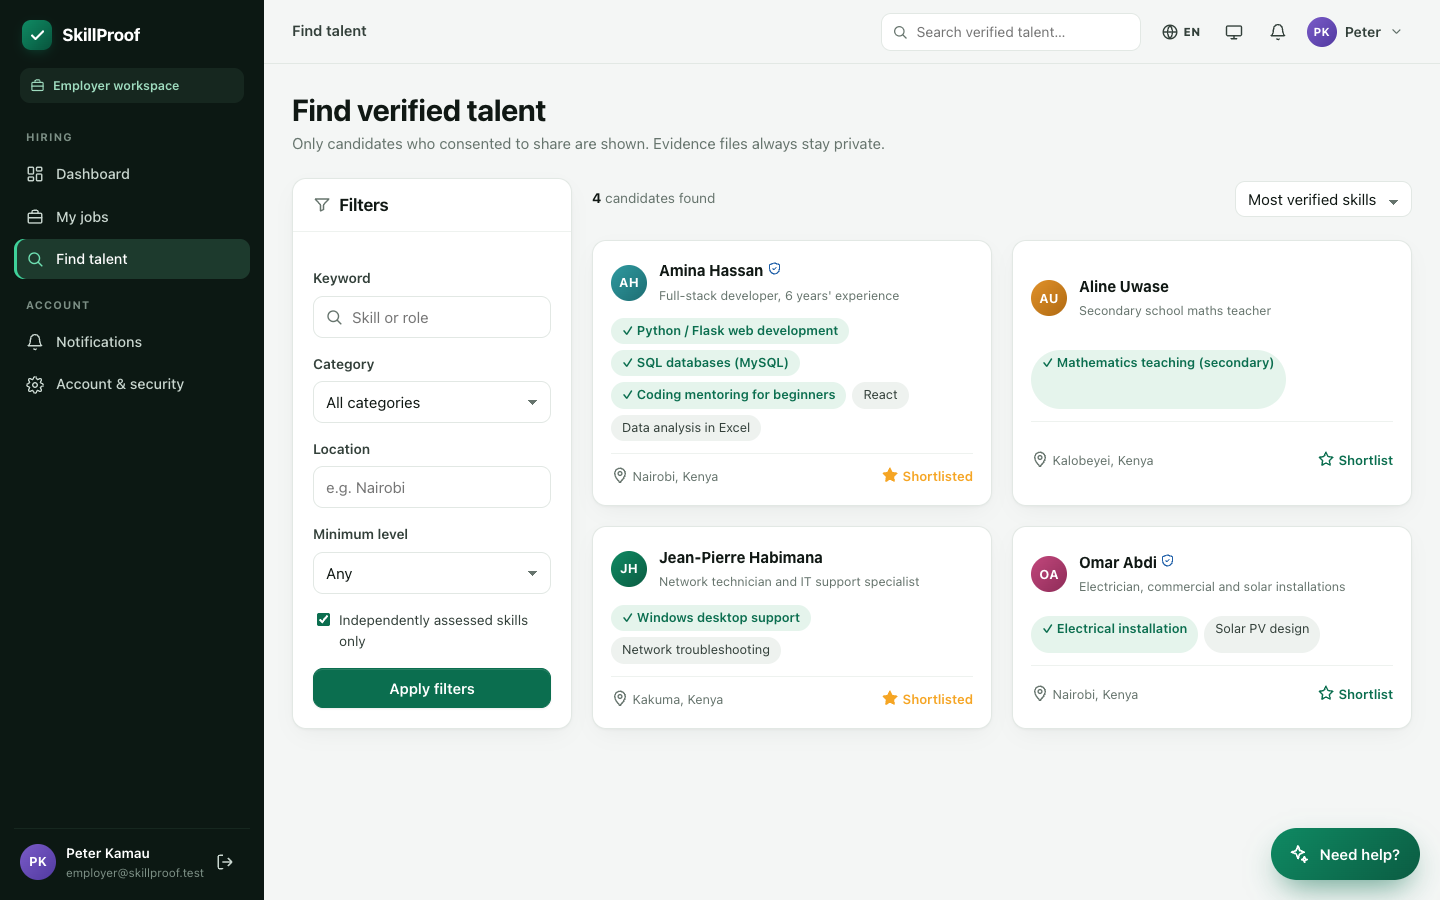 SkillProof
Employer workspace
HIRING
Dashboard
My jobs
Find talent
ACCOUNT
Notifications
Account & security
PK
Peter Kamau
employer@skillproof.test
Find talent
Search verified talent...
EN
PK
Peter
Find verified talent
Only candidates who consented to share are shown. Evidence files always stay private.
Filters
Keyword
Skill or role
Category
All categories
Location
e.g. Nairobi
Minimum level
Any
Independently assessed skills
only
Apply filters
4 candidates found
Most verified skills
AH
Amina Hassan
Full-stack developer, 6 years' experience
Python / Flask web development
SQL databases (MySQL)
Coding mentoring for beginners
React
Data analysis in Excel
Nairobi, Kenya
Shortlisted
AU
Aline Uwase
Secondary school maths teacher
Mathematics teaching (secondary)
Kalobeyei, Kenya
Shortlist
JH
Jean-Pierre Habimana
Network technician and IT support specialist
Windows desktop support
Network troubleshooting
Kakuma, Kenya
Shortlisted
OA
Omar Abdi
Electrician, commercial and solar installations
Electrical installation
Solar PV design
Nairobi, Kenya
Shortlist
Need help?